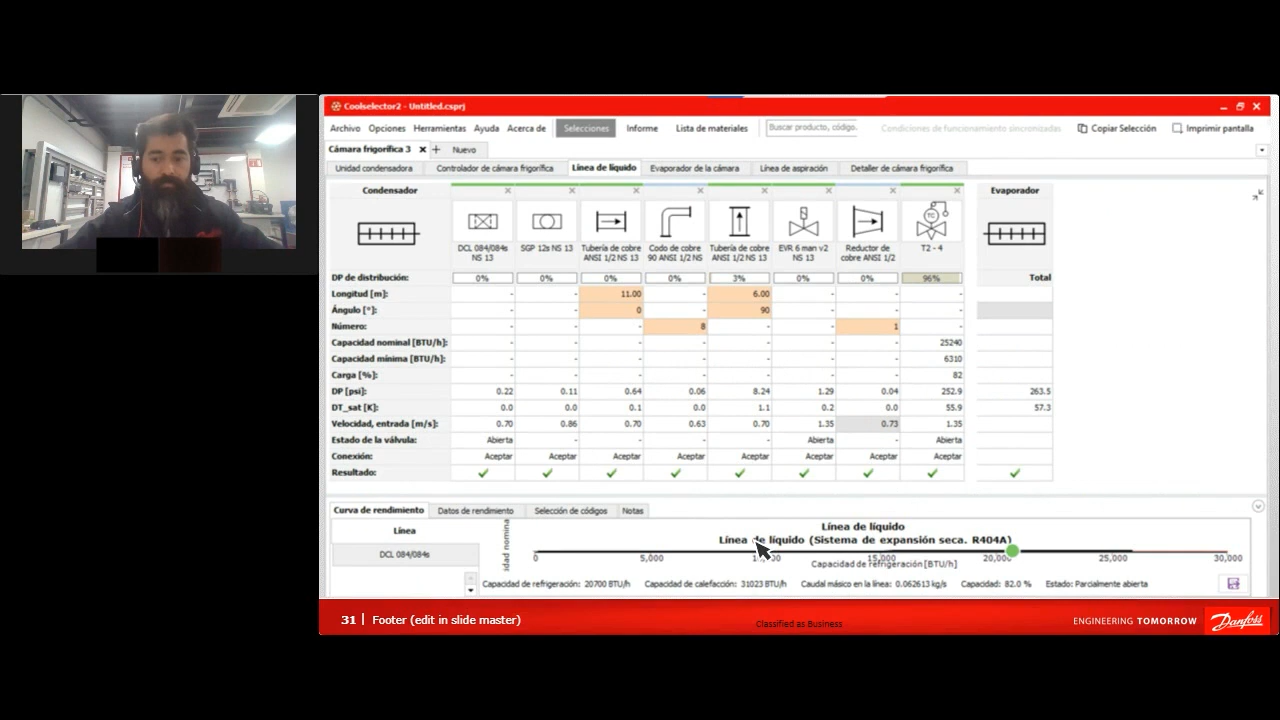 Coolselector2 - Untitled.csprj
Archivo Opciones Herramientas Ayuda Acerca de Selecciones Informe Lista de materiales Buscar producto, código. Condiciones de funcionamiento sincronizadas Copiar Selección Imprimir pantalla
Cámara frigorífica 3 Nuevo
Unidad condensadora Controlador de cámara frigorífica Línea de líquido Evaporador de la cámara Línea de aspiración Detaller de cámara frigorífica
Condensador Evaporador
DCL 084/084s SGP 12s NS 13 Tubería de cobre Codo de cobre Tubería de cobre EVR 6 man v2 Reductor de T2 - 4
NS 13 ANSI 1/2 NS 13 90 ANSI 1/2 NS ANSI 1/2 NS 13 NS 13 cobre ANSI 1/2
DP de distribución: 0% 0% 0% 0% 3% 0% 0% 96% Total
Longitud [m]: - - 11.00 - 6.00 - - -
Ángulo [°]: - - 0 - 90 - - -
Número: - - - 8 - - 1 -
Capacidad nominal [BTU/h]: - - - - - - - 25240
Capacidad mínima [BTU/h]: - - - - - - - 6310
Carga [%]: - - - - - - - 82
DP [psi]: 0.22 0.11 0.64 0.06 8.24 1.29 0.04 252.9 263.5
DT_sat [K]: 0.0 0.0 0.1 0.0 1.1 0.2 0.0 55.9 57.3
Velocidad, entrada [m/s]: 0.70 0.86 0.70 0.63 0.70 1.35 0.73 1.35
Estado de la válvula: Abierta - - - - Abierta - Abierta
Conexión: Aceptar Aceptar Aceptar Aceptar Aceptar Aceptar Aceptar Aceptar
Resultado:
Curva de rendimiento Datos de rendimiento Selección de códigos Notas
Línea
DCL 084/084s
Línea de líquido
Línea de líquido (Sistema de expansión seca. R404A)
0 5,000 15,000 20,000 25,000 30,000
Capacidad de refrigeración [BTU/h]
Capacidad de refrigeración: 20700 BTU/h Capacidad de calefacción: 31023 BTU/h Caudal másico en la línea: 0.062613 kg/s Capacidad: 82.0 % Estado: Parcialmente abierta
31 | Footer (edit in slide master)
Classified as Business
ENGINEERING TOMORROW
Danfoss